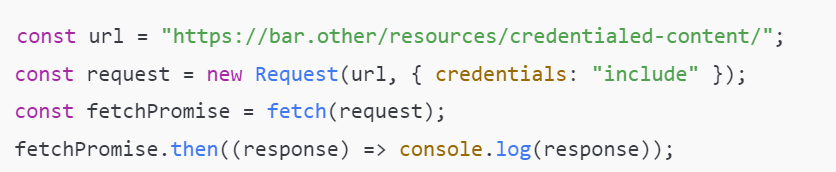 const url = "https://bar.other/resources/credentialed-content/";
const request = new Request(url, { credentials: "include" });
const fetchPromise = fetch(request);
fetchPromise.then((response) => console.log(response));